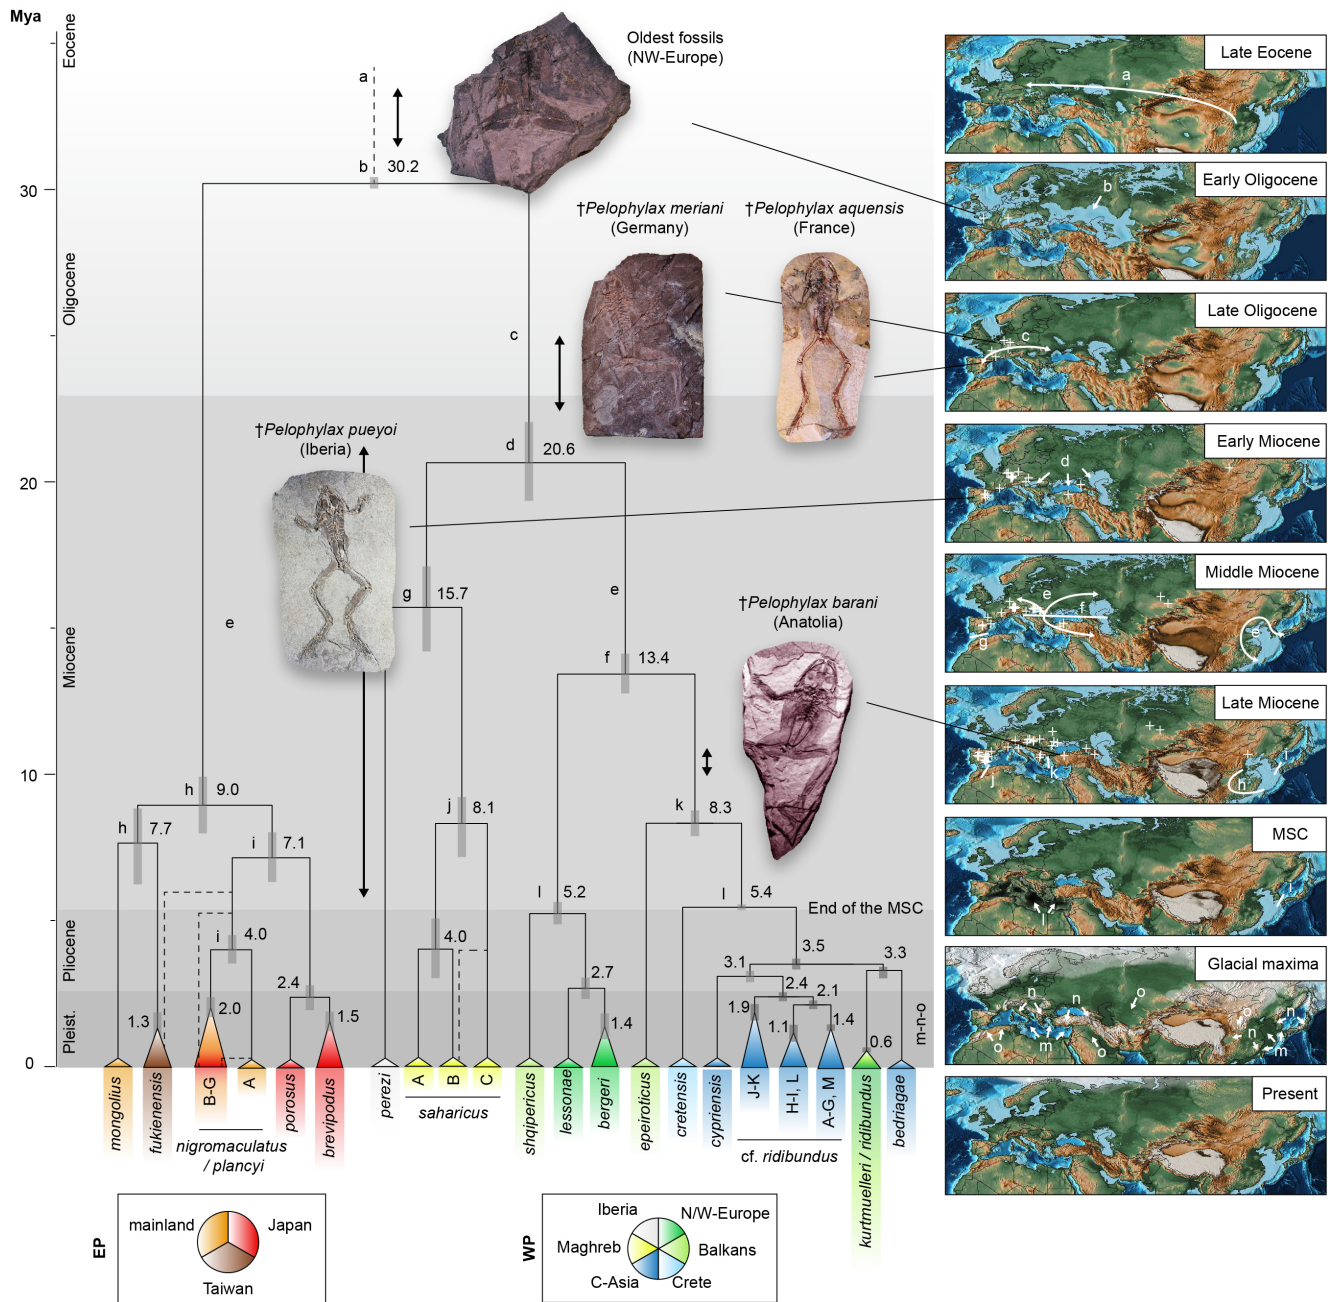 Mya
Eocene
Oligocene
Miocene
Pliocene
Pleist.
30
20
10
0
Oldest fossils
(NW-Europe)
a
b
30.2
†Pelophylax meriani
(Germany)
†Pelophylax aquensis
(France)
c
†Pelophylax pueyoi
(Iberia)
d
20.6
g
15.7
e
e
†Pelophylax barani
(Anatolia)
f
13.4
h
9.0
h
7.7
i
7.1
j
8.1
k
8.3
l
5.2
l
5.4
End of the MSC
i
4.0
4.0
3.5
3.3
3.1
2.7
2.4
2.4
2.1
2.0
1.9
1.3
1.5
1.4
1.1
1.4
0.6
m-n-o
mongolius
fukienensis
B-G
A
nigromaculatus
/ plancyi
porosus
brevipodus
perezi
A
B
C
saharicus
shqipericus
lessonae
bergeri
epeiroticus
cretensis
cypriensis
J-K
H-I, L
A-G, M
cf. ridibundus
kurtmuelleri / ridibundus
bedriagae
EP
mainland
Japan
Taiwan
WP
Iberia
N/W-Europe
Maghreb
Balkans
C-Asia
Crete
Late Eocene
a
Early Oligocene
b
Late Oligocene
c
Early Miocene
d
Middle Miocene
e
f
g
e
Late Miocene
j
k
h
i
MSC
l
i
Glacial maxima
n
n
o
o
n
o
m
o
n
m
Present